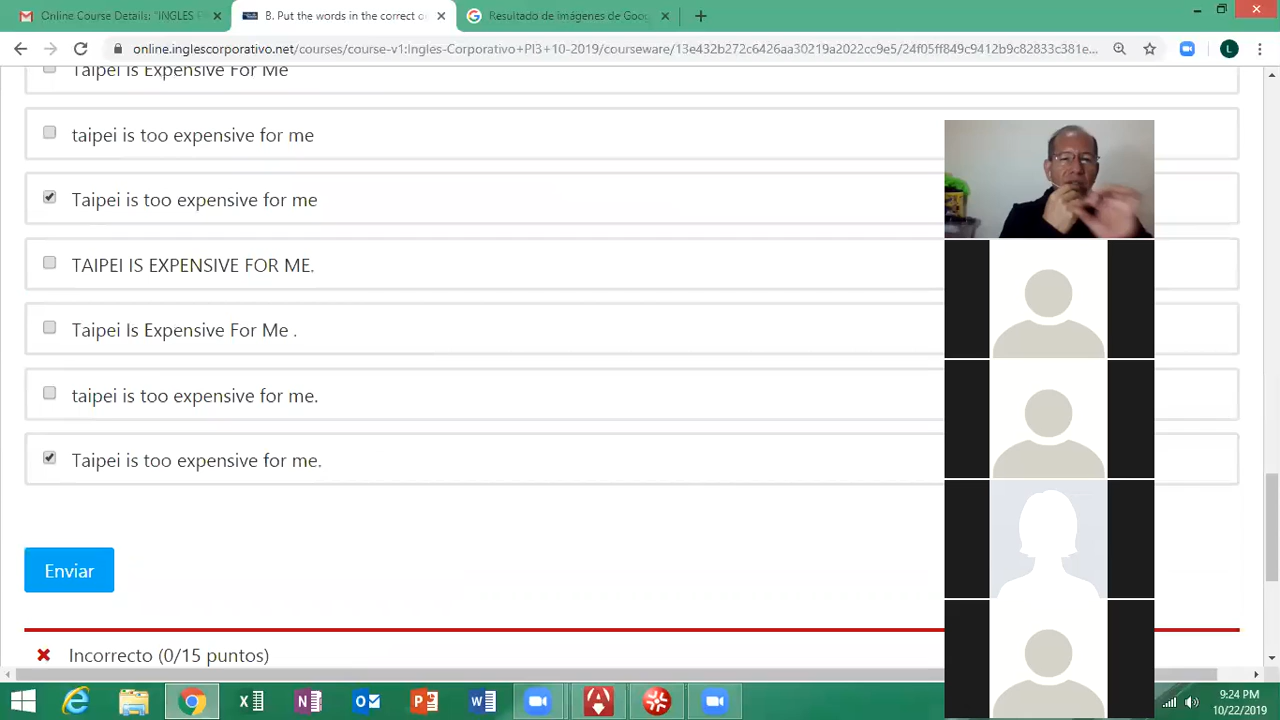 Online Course Details: "INGLES P
B. Put the words in the correct o
Resultado de imágenes de Goog
online.inglescorporativo.net/courses/course-v1:Ingles-Corporativo+PI3+10-2019/courseware/13e432b272c6426aa30219a2022cc9e5/24f05ff849c9412b9c82833c381e...
L
Taipei Is Expensive For Me
taipei is too expensive for me
Taipei is too expensive for me
TAIPEI IS EXPENSIVE FOR ME.
Taipei Is Expensive For Me .
taipei is too expensive for me.
Taipei is too expensive for me.
Enviar
Incorrecto (0/15 puntos)
9:24 PM
10/22/2019